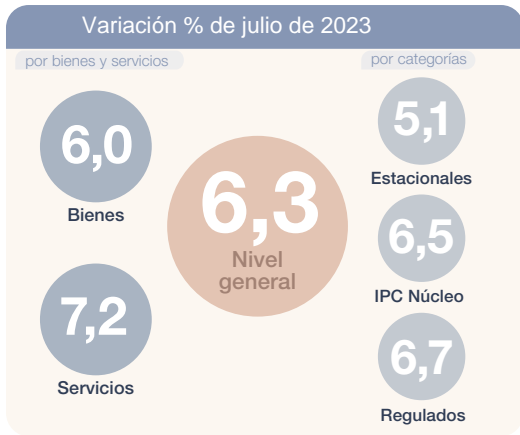 Variación % de julio de 2023
por bienes y servicios
6,0
Bienes
7,2
Servicios
6,3
Nivel
general
por categorías
5,1
Estacionales
6,5
IPC Núcleo
6,7
Regulados